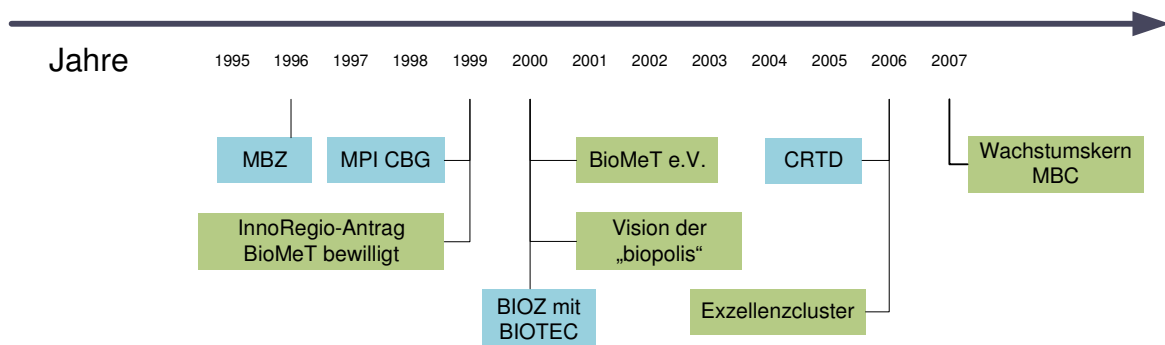 Jahre 1995 1996 1997 1998 1999 2000 2001 2002 2003 2004 2005 2006 2007
MBZ
MPI CBG
BioMeT e.V.
CRTD
Wachstumskern
MBC
InnoRegio-Antrag
BioMeT bewilligt
Vision der
„biopolis“
BIOZ mit
BIOTEC
Exzellenzcluster